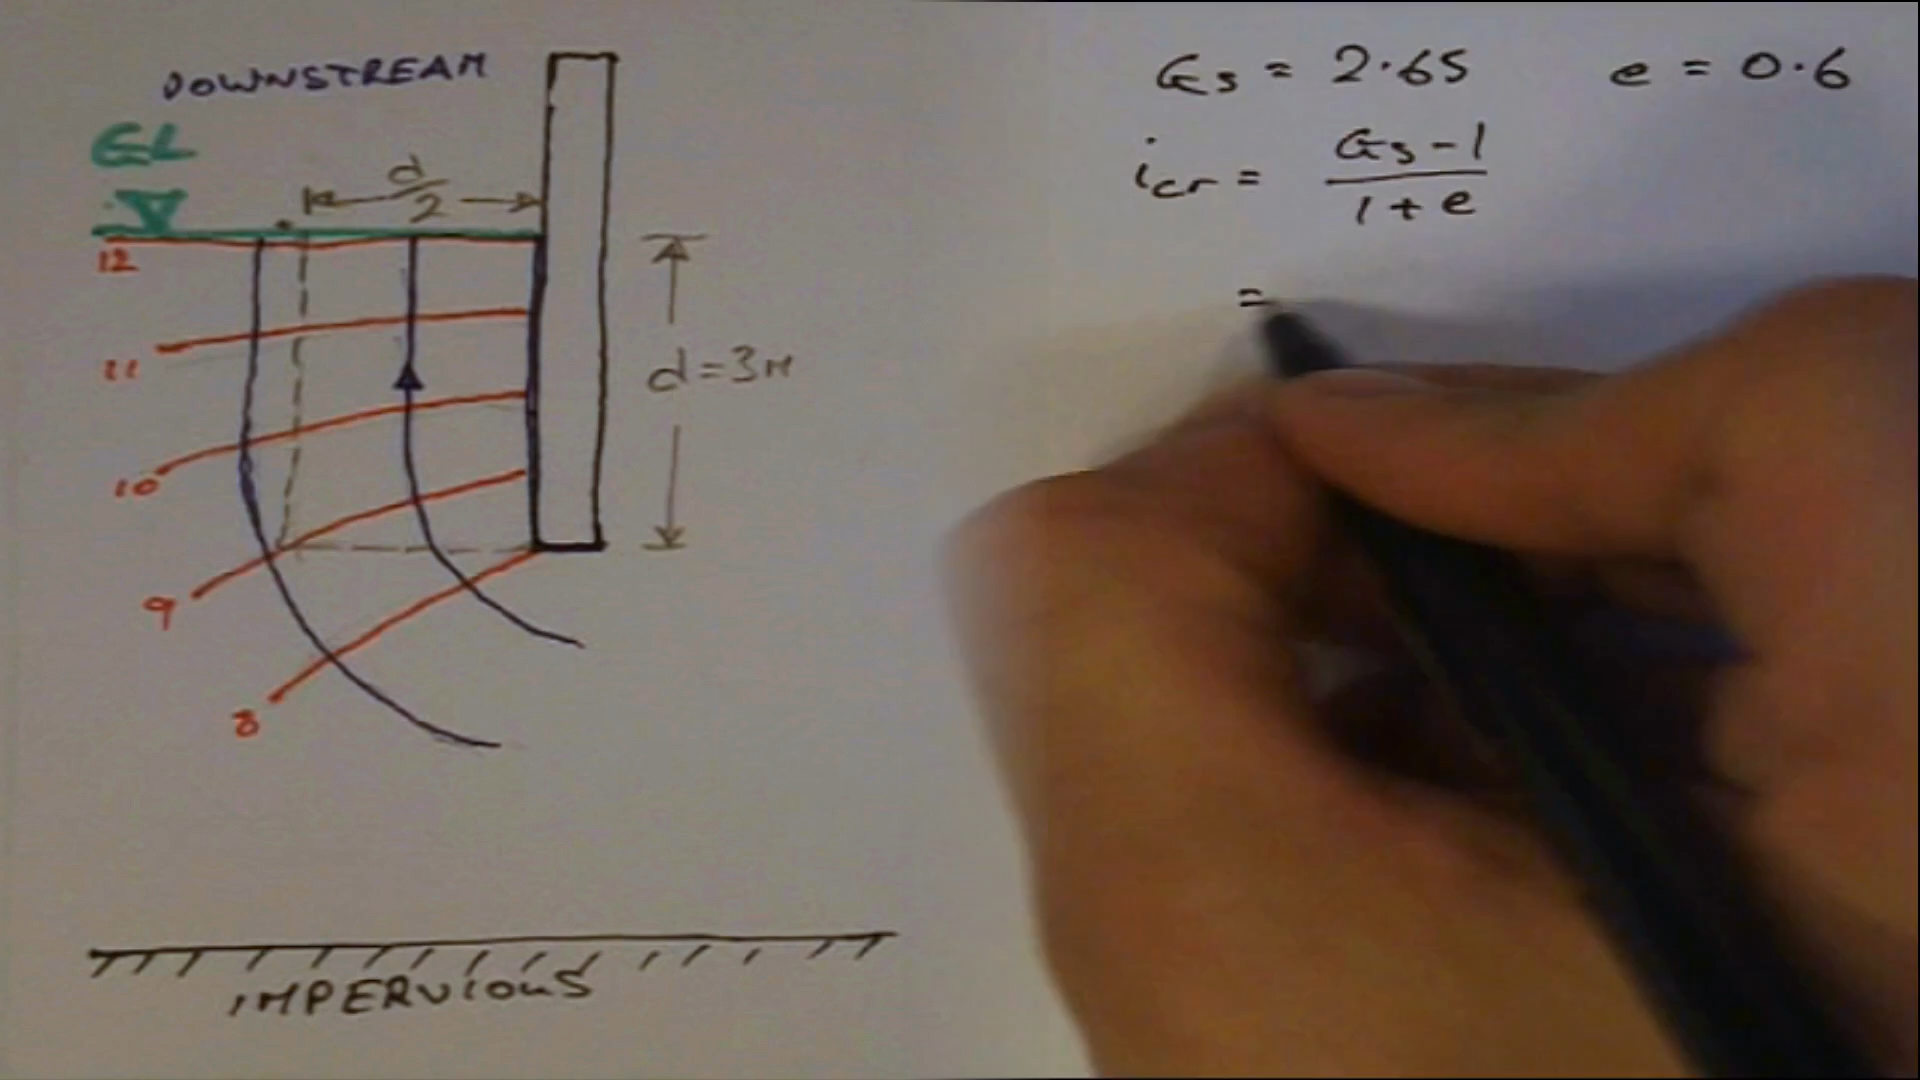 DOWNSTREAM
GL
d/2
12
11
10
9
8
d=3M
IMPERVIOUS
Gs = 2.65 e = 0.6
icr = Gs-1 / 1+e
=